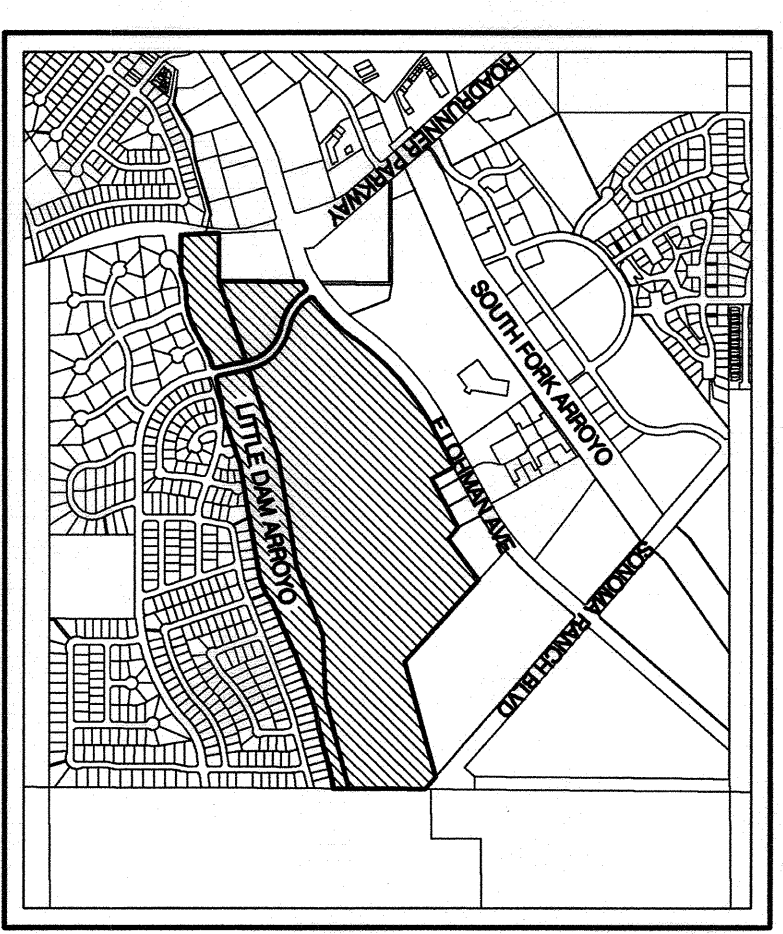 ROADRUNNER PARKWAY
SOUTH FORK ARROYO
E LOHMAN AVE
LITTLE DAM ARROYO
SONOMA RANCH BLVD